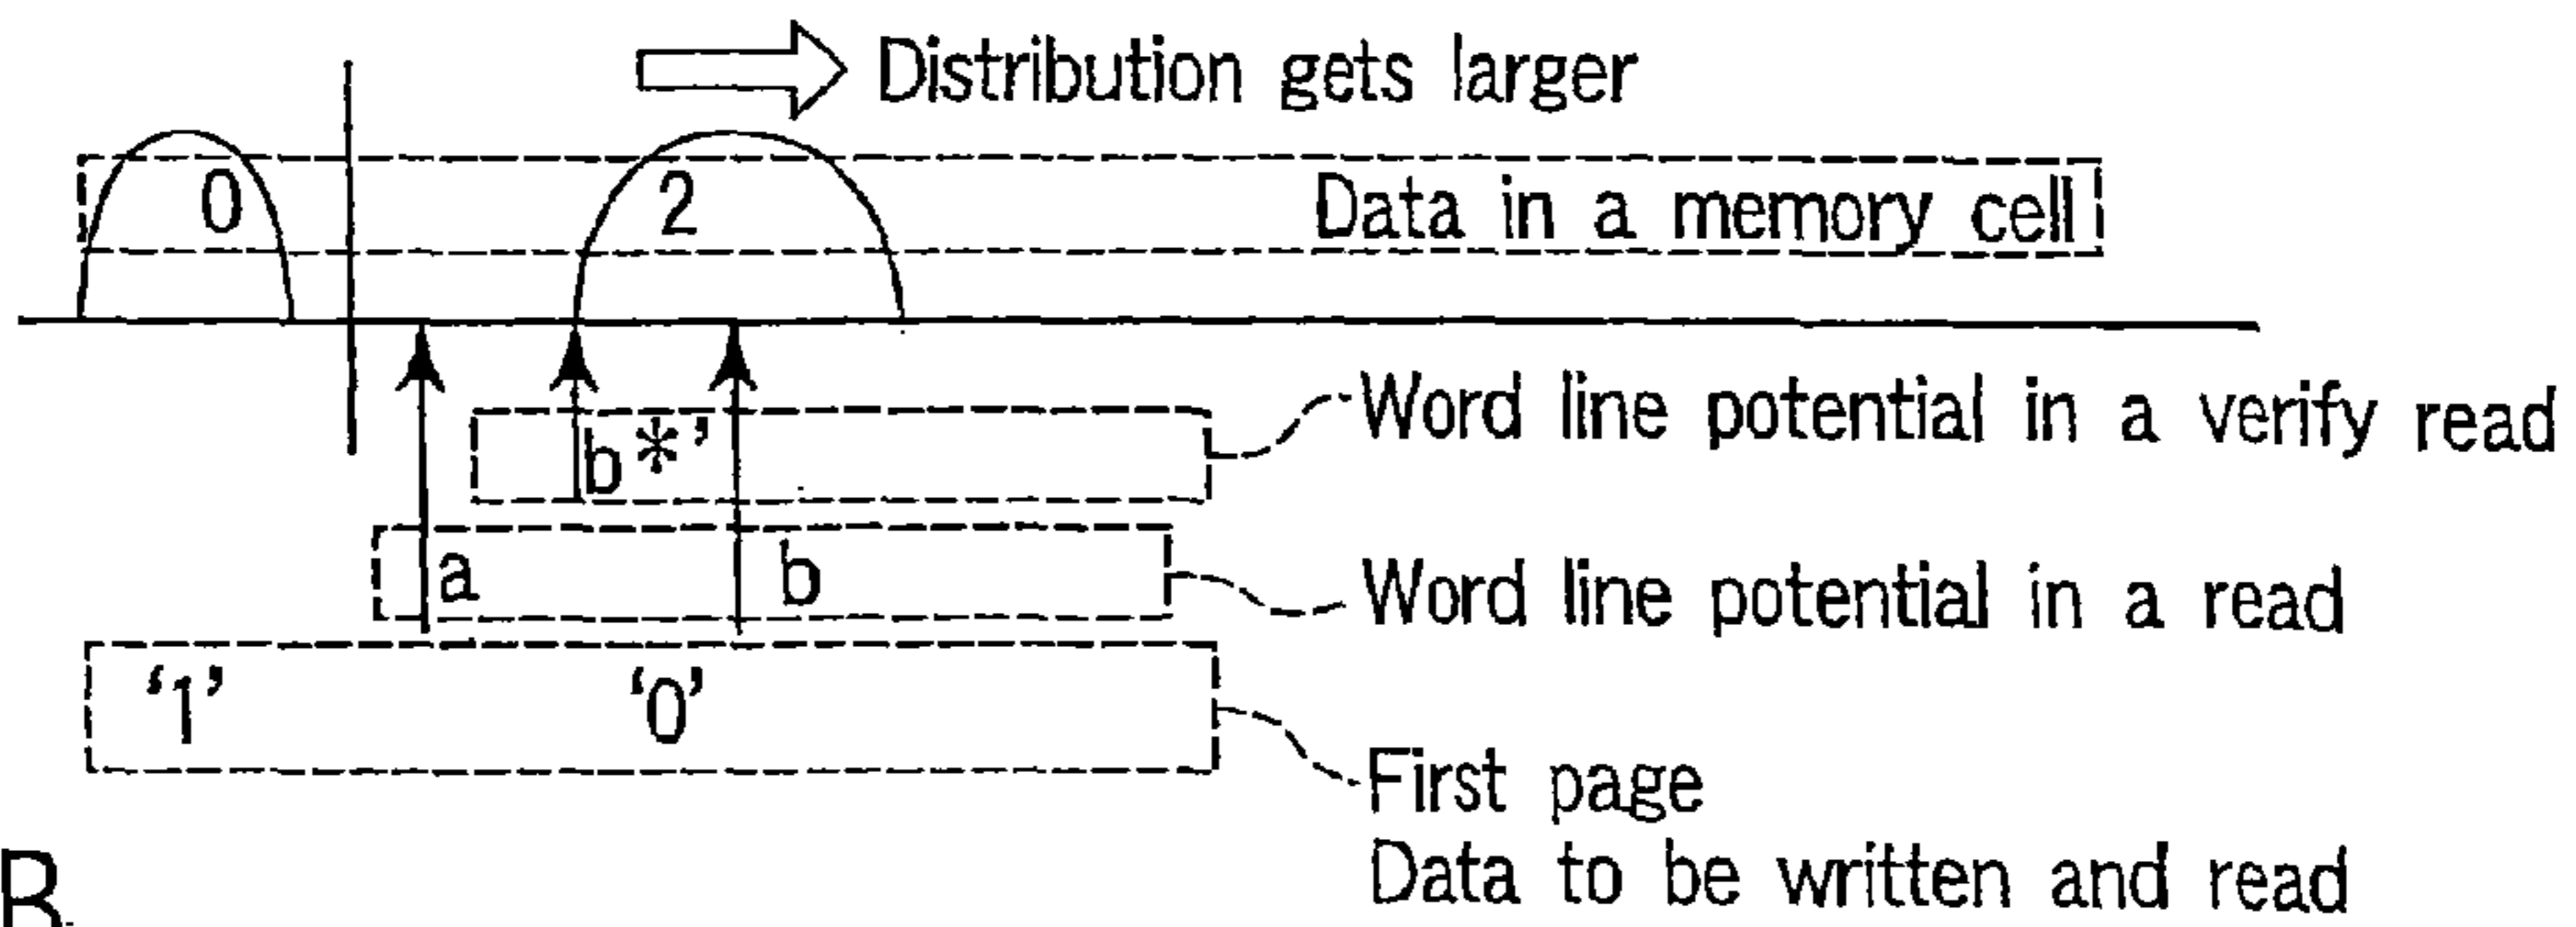 Distribution gets larger
0 2 Data in a memory cell
Word line potential in a verify read
b*'
a b
Word line potential in a read
'1' '0'
First page
Data to be written and read